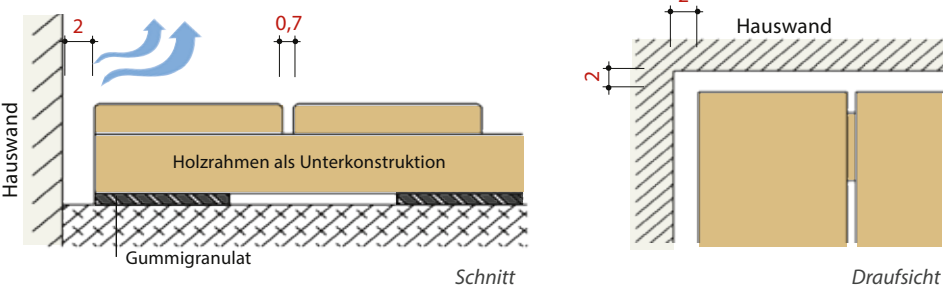 2
0,7
Hauswand
Holzrahmen als Unterkonstruktion
Gummigranulat
Schnitt
2
Hauswand
2
Draufsicht